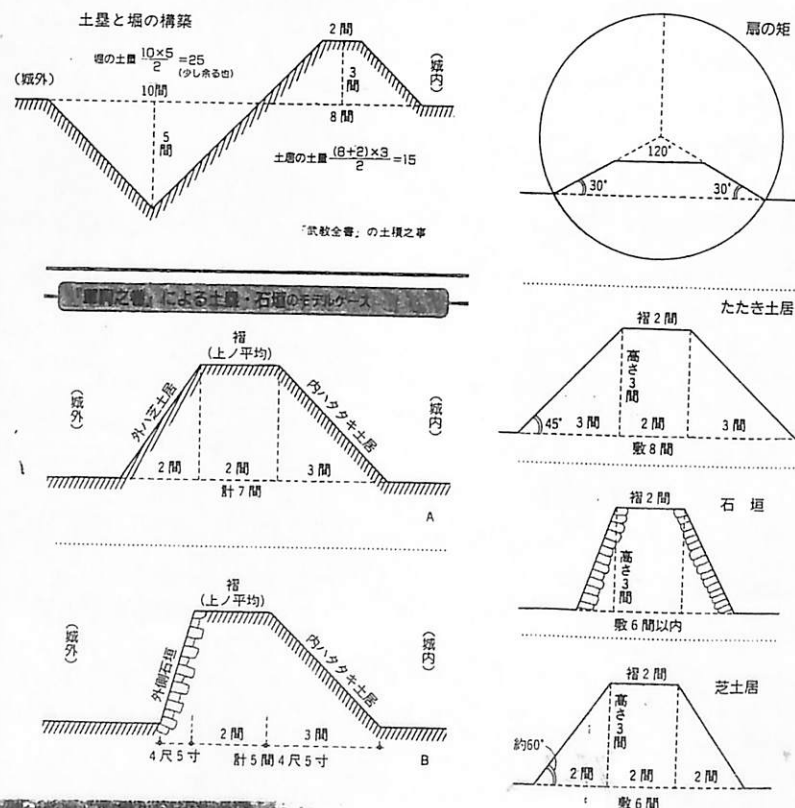 土塁と堀の構築
堀の土量 10×5/2 =25
(少し余る也)
(城外)
10間
5間
2間
3間
8間
(城内)
土居の土量 (8+2)×3/2 =15
「武教全書」の土積之事
による土塁・石垣のモデルケース
褶
(上ノ平均)
(城外)
外ハ芝土居
内ハタタキ土居
(城内)
2間 2間 3間
計7間
A
褶
(上ノ平均)
(城外)
外側石垣
内ハタタキ土居
(城内)
2間 3間
4尺5寸 計5間4尺5寸
B
扇の矩
120°
30° 30°
たたき土居
褶2間
高さ3間
45° 3間 2間 3間
敷8間
石垣
褶2間
高さ3間
敷6間以内
芝土居
褶2間
高さ3間
約60°
2間 2間 2間
敷6間